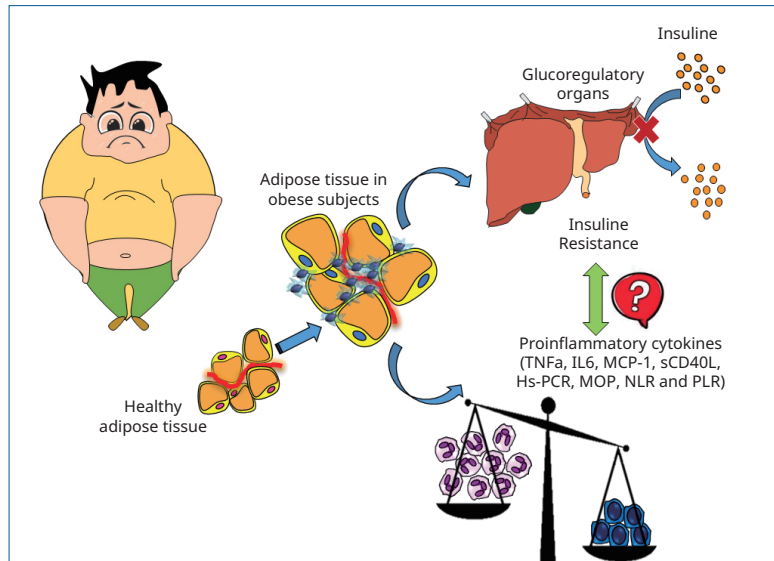 Insuline
Glucoregulatory
organs
Adipose tissue in
obese subjects
Insuline
Resistance
?
Proinflammatory cytokines
(TNFa, IL6, MCP-1, sCD40L,
Hs-PCR, MOP, NLR and PLR)
Healthy
adipose tissue